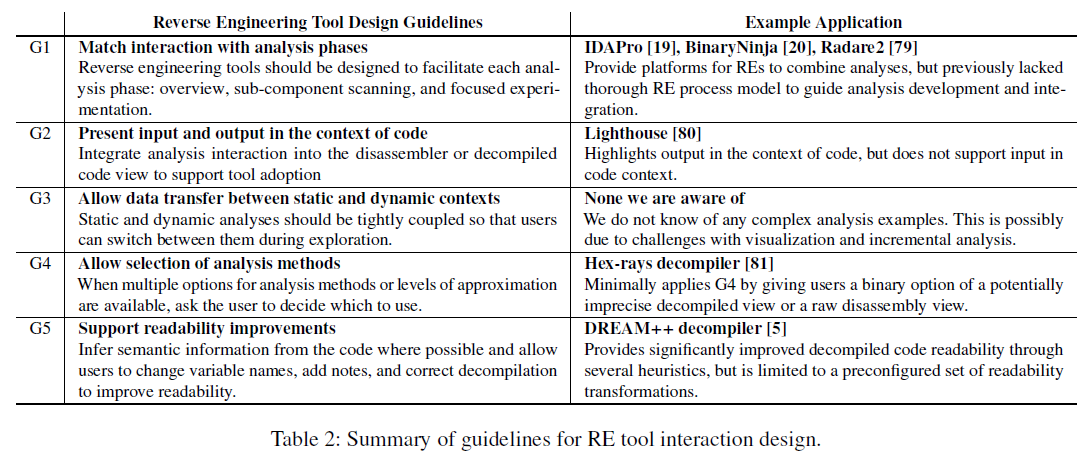 Reverse Engineering Tool Design Guidelines
Example Application
G1
Match interaction with analysis phases
Reverse engineering tools should be designed to facilitate each anal-
ysis phase: overview, sub-component scanning, and focused experi-
mentation.
IDAPro [19], BinaryNinja [20], Radare2 [79]
Provide platforms for REs to combine analyses, but previously lacked
thorough RE process model to guide analysis development and inte-
gration.
G2
Present input and output in the context of code
Integrate analysis interaction into the disassembler or decompiled
code view to support tool adoption
Lighthouse [80]
Highlights output in the context of code, but does not support input in
code context.
G3
Allow data transfer between static and dynamic contexts
Static and dynamic analyses should be tightly coupled so that users
can switch between them during exploration.
None we are aware of
We do not know of any complex analysis examples. This is possibly
due to challenges with visualization and incremental analysis.
G4
Allow selection of analysis methods
When multiple options for analysis methods or levels of approximation
are available, ask the user to decide which to use.
Hex-rays decompiler [81]
Minimally applies G4 by giving users a binary option of a potentially
imprecise decompiled view or a raw disassembly view.
G5
Support readability improvements
Infer semantic information from the code where possible and allow
users to change variable names, add notes, and correct decompilation
to improve readability.
DREAM++ decompiler [5]
Provides significantly improved decompiled code readability through
several heuristics, but is limited to a preconfigured set of readability
transformations.
Table 2: Summary of guidelines for RE tool interaction design.